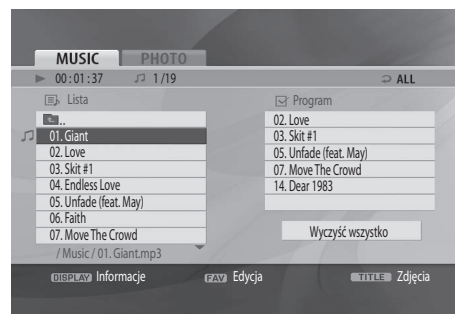 MUSIC PHOTO
00:01:37 1/19 ALL
Lista
..
01. Giant
02. Love
03. Skit #1
04. Endless Love
05. Unfade (feat. May)
06. Faith
07. Move The Crowd
/ Music / 01. Giant.mp3
Program
02. Love
03. Skit #1
05. Unfade (feat. May)
07. Move The Crowd
14. Dear 1983
Wyczyść wszystko
DISPLAY Informacje FAV Edycja TITLE Zdjęcia